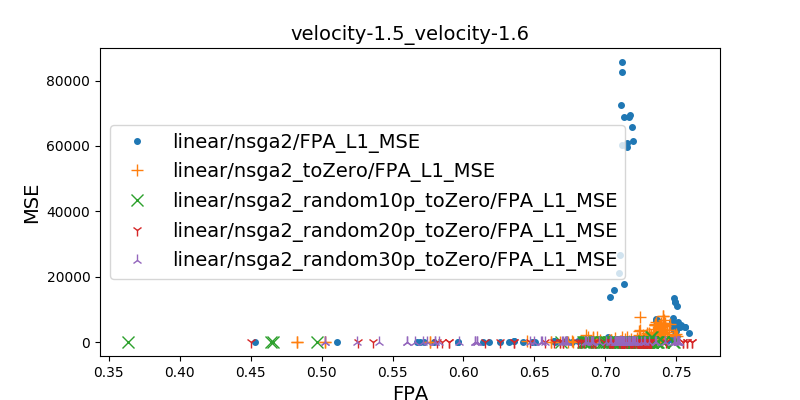 velocity-1.5_velocity-1.6
MSE
80000
60000
40000
20000
0
linear/nsga2/FPA_L1_MSE
linear/nsga2_toZero/FPA_L1_MSE
linear/nsga2_random10p_toZero/FPA_L1_MSE
linear/nsga2_random20p_toZero/FPA_L1_MSE
linear/nsga2_random30p_toZero/FPA_L1_MSE
0.35 0.40 0.45 0.50 0.55 0.60 0.65 0.70 0.75
FPA